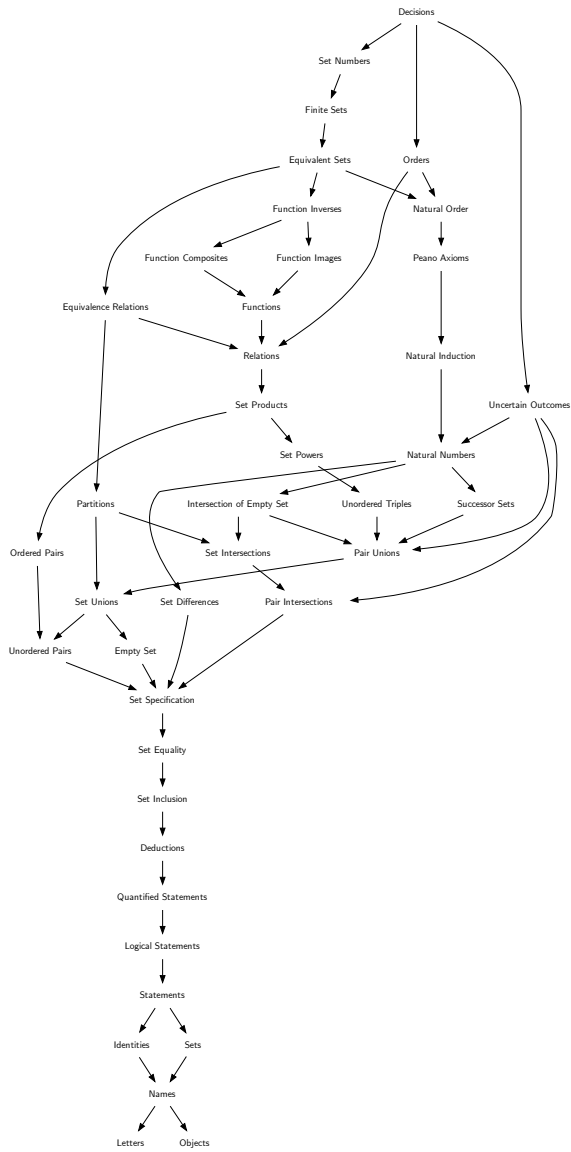 Decisions
Set Numbers
Finite Sets
Equivalent Sets
Orders
Function Inverses
Natural Order
Function Composites
Function Images
Peano Axioms
Equivalence Relations
Functions
Relations
Natural Induction
Set Products
Uncertain Outcomes
Set Powers
Natural Numbers
Partitions
Intersection of Empty Set
Unordered Triples
Successor Sets
Ordered Pairs
Set Intersections
Pair Unions
Set Unions
Set Differences
Pair Intersections
Unordered Pairs
Empty Set
Set Specification
Set Equality
Set Inclusion
Deductions
Quantified Statements
Logical Statements
Statements
Identities
Sets
Names
Letters
Objects